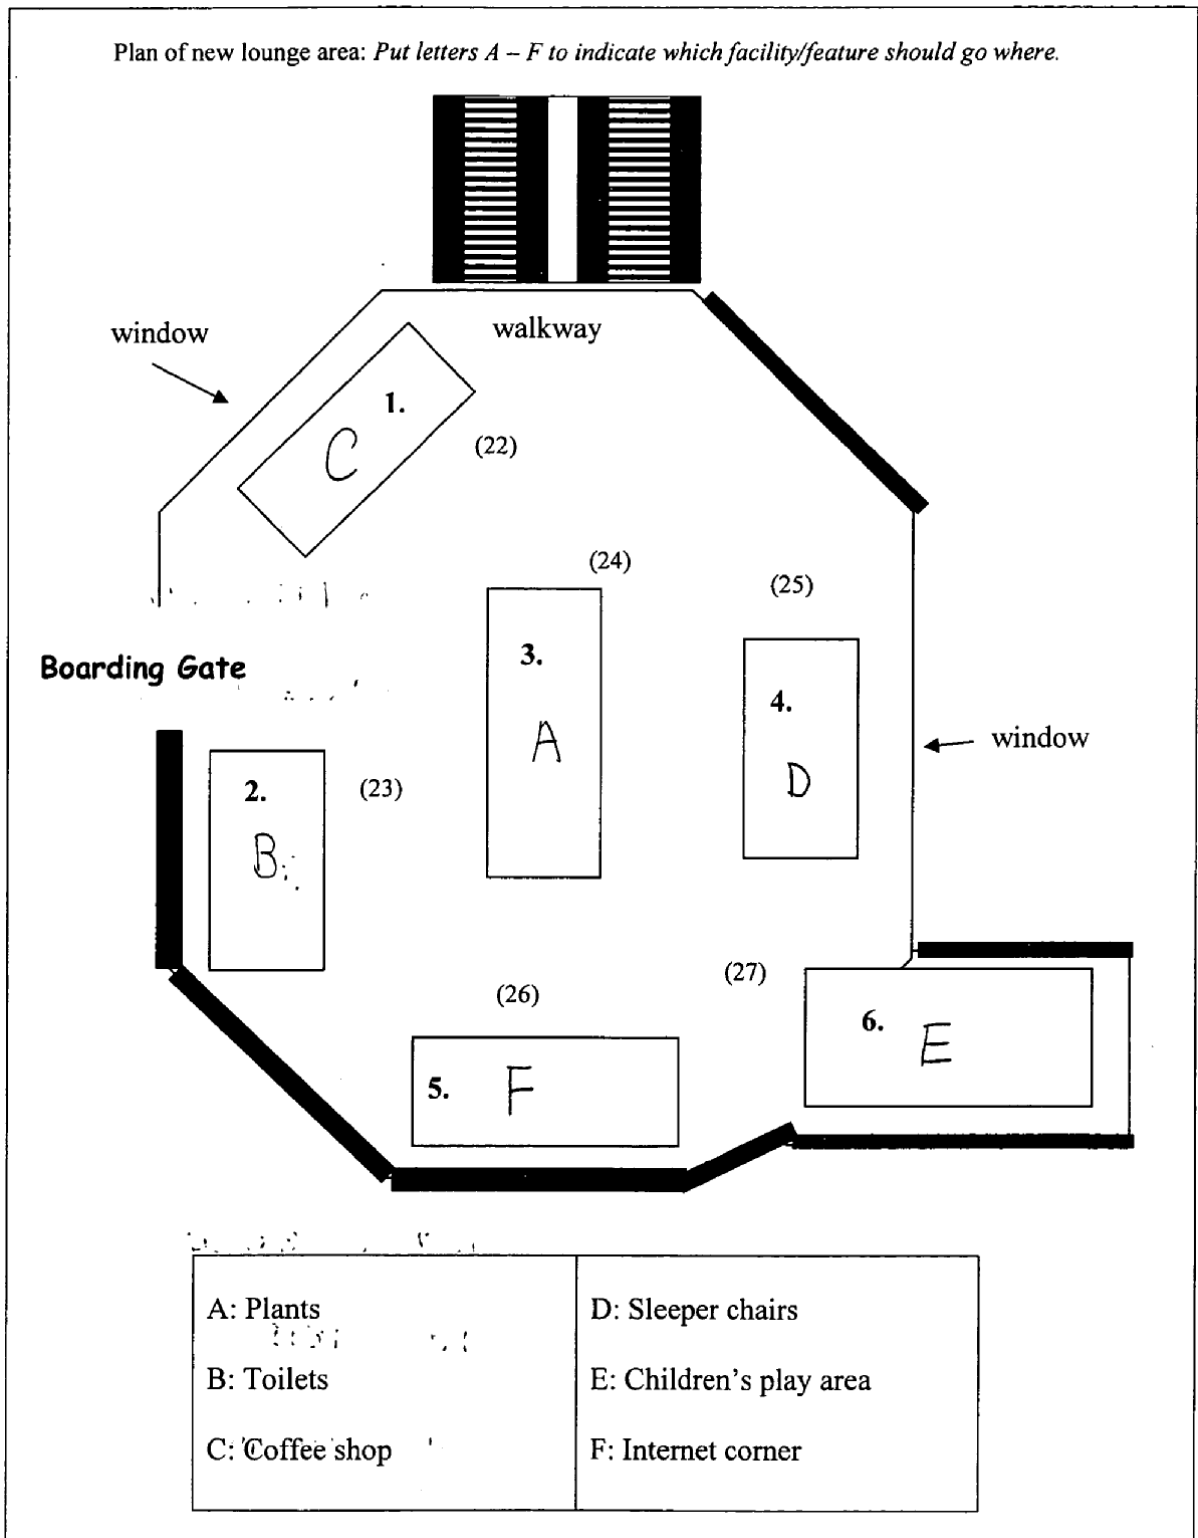 Plan of new lounge area: Put letters A – F to indicate which facility/feature should go where.
walkway
window
1.
C
(22)
(24)
(25)
Boarding Gate
3.
A
4.
D
window
2.
B
(23)
(27)
(26)
6.
E
5.
F
A: Plants
B: Toilets
C: Coffee shop
D: Sleeper chairs
E: Children's play area
F: Internet corner